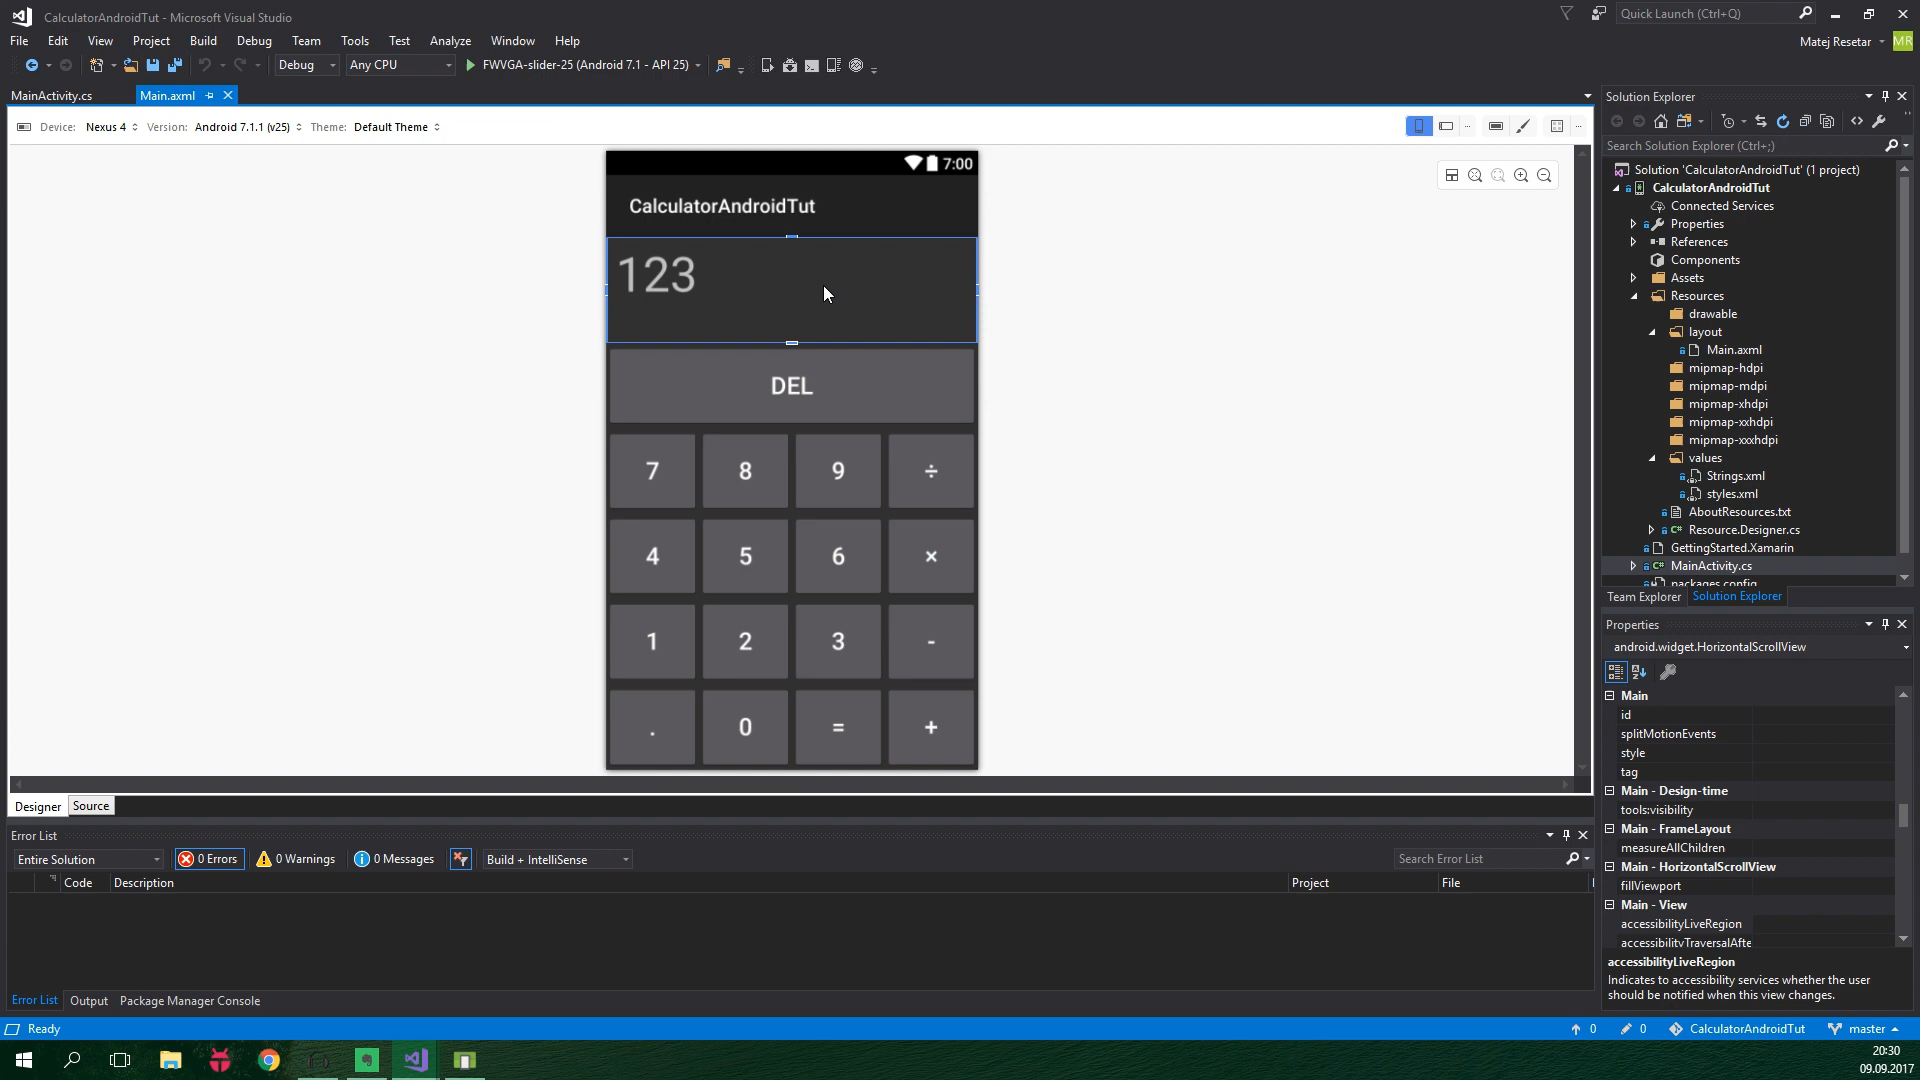 CalculatorAndroidTut - Microsoft Visual Studio
Quick Launch (Ctrl+Q)
File Edit View Project Build Debug Team Tools Test Analyze Window Help
Matej Resetar MR
Debug Any CPU FWVGA-slider-25 (Android 7.1 - API 25)
MainActivity.cs Main.axml
Device: Nexus 4 Version: Android 7.1.1 (v25) Theme: Default Theme
7:00
CalculatorAndroidTut
123
DEL
7 8 9 ÷
4 5 6 ×
1 2 3 -
. 0 = +
Designer Source
Error List
Entire Solution 0 Errors 0 Warnings 0 Messages Build + IntelliSense Search Error List
Code Description Project File
Error List Output Package Manager Console
Solution Explorer
Search Solution Explorer (Ctrl+;)
Solution 'CalculatorAndroidTut' (1 project)
CalculatorAndroidTut
Connected Services
Properties
References
Components
Assets
Resources
drawable
layout
Main.axml
mipmap-hdpi
mipmap-mdpi
mipmap-xhdpi
mipmap-xxhdpi
mipmap-xxxhdpi
values
Strings.xml
styles.xml
AboutResources.txt
C# Resource.Designer.cs
GettingStarted.Xamarin
C# MainActivity.cs
packages.config
Team Explorer Solution Explorer
Properties
android.widget.HorizontalScrollView
Main
id
splitMotionEvents
style
tag
Main - Design-time
tools:visibility
Main - FrameLayout
measureAllChildren
Main - HorizontalScrollView
fillViewport
Main - View
accessibilityLiveRegion
accessibilityTraversalAfte
accessibilityLiveRegion
Indicates to accessibility services whether the user
should be notified when this view changes.
Ready 0 0 CalculatorAndroidTut master
20:30
09.09.2017